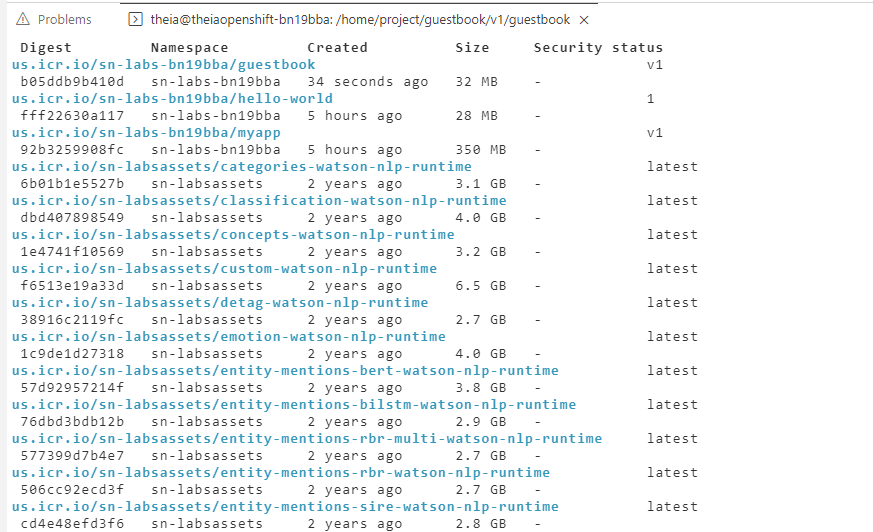 Problems theia@theiaopenshift-bn19bba: /home/project/guestbook/v1/guestbook ×
Digest Namespace Created Size Security status
us.icr.io/sn-labs-bn19bba/guestbook v1
b05ddb9b410d sn-labs-bn19bba 34 seconds ago 32 MB -
us.icr.io/sn-labs-bn19bba/hello-world 1
fff22630a117 sn-labs-bn19bba 5 hours ago 28 MB -
us.icr.io/sn-labs-bn19bba/myapp v1
92b3259908fc sn-labs-bn19bba 5 hours ago 350 MB -
us.icr.io/sn-labsassets/categories-watson-nlp-runtime latest
6b01b1e5527b sn-labsassets 2 years ago 3.1 GB -
us.icr.io/sn-labsassets/classification-watson-nlp-runtime latest
dbd407898549 sn-labsassets 2 years ago 4.0 GB -
us.icr.io/sn-labsassets/concepts-watson-nlp-runtime latest
1e4741f10569 sn-labsassets 2 years ago 3.2 GB -
us.icr.io/sn-labsassets/custom-watson-nlp-runtime latest
f6513e19a33d sn-labsassets 2 years ago 6.5 GB -
us.icr.io/sn-labsassets/detag-watson-nlp-runtime latest
38916c2119fc sn-labsassets 2 years ago 2.7 GB -
us.icr.io/sn-labsassets/emotion-watson-nlp-runtime latest
1c9de1d27318 sn-labsassets 2 years ago 4.0 GB -
us.icr.io/sn-labsassets/entity-mentions-bert-watson-nlp-runtime latest
57d92957214f sn-labsassets 2 years ago 3.8 GB -
us.icr.io/sn-labsassets/entity-mentions-bilstm-watson-nlp-runtime latest
76dbd3bdb12b sn-labsassets 2 years ago 2.9 GB -
us.icr.io/sn-labsassets/entity-mentions-rbr-multi-watson-nlp-runtime latest
577399d7b4e7 sn-labsassets 2 years ago 2.7 GB -
us.icr.io/sn-labsassets/entity-mentions-rbr-watson-nlp-runtime latest
506cc92ecd3f sn-labsassets 2 years ago 2.7 GB -
us.icr.io/sn-labsassets/entity-mentions-sire-watson-nlp-runtime latest
cd4e48efd3f6 sn-labsassets 2 years ago 2.8 GB -